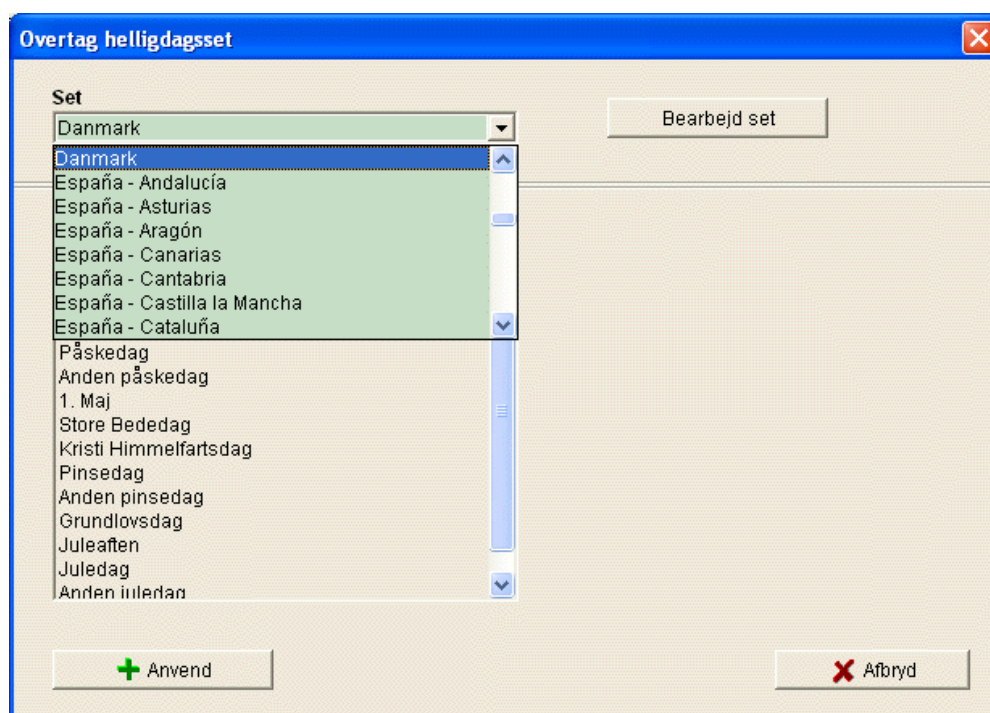 Overtag helligdagsset
Set
Danmark
Bearbejd set
Danmark
España - Andalucía
España - Asturias
España - Aragón
España - Canarias
España - Cantabria
España - Castilla la Mancha
España - Cataluña
Påskedag
Anden påskedag
1. Maj
Store Bededag
Kristi Himmelfartsdag
Pinsedag
Anden pinsedag
Grundlovsdag
Juleaften
Juledag
Anden juledag
Anvend
Afbryd